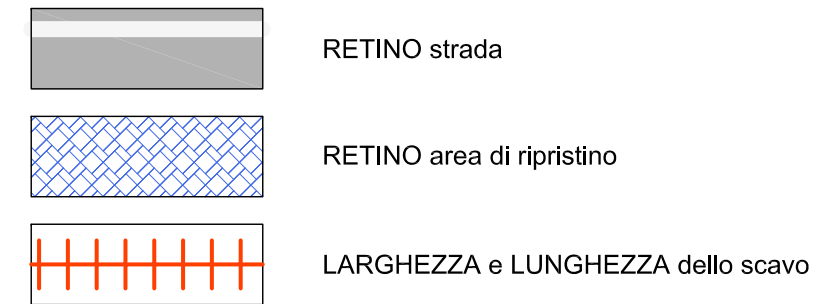 RETINO strada
RETINO area di ripristino
LARGHEZZA e LUNGHEZZA dello scavo